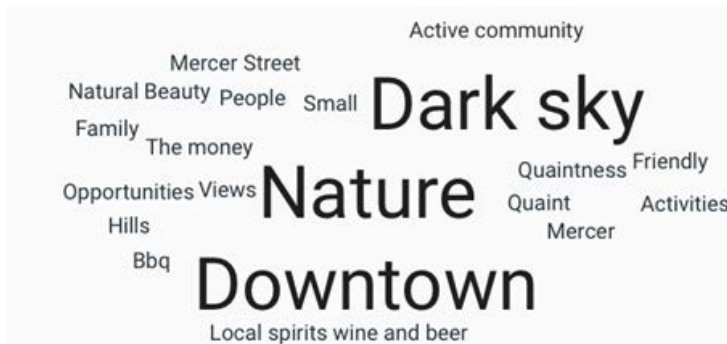 Active community
Mercer Street
Natural Beauty
People
Small
Dark sky
Family
The money
Quaintness
Friendly
Opportunities
Views
Nature
Quaint
Activities
Hills
Mercer
Bbq
Downtown
Local spirits wine and beer